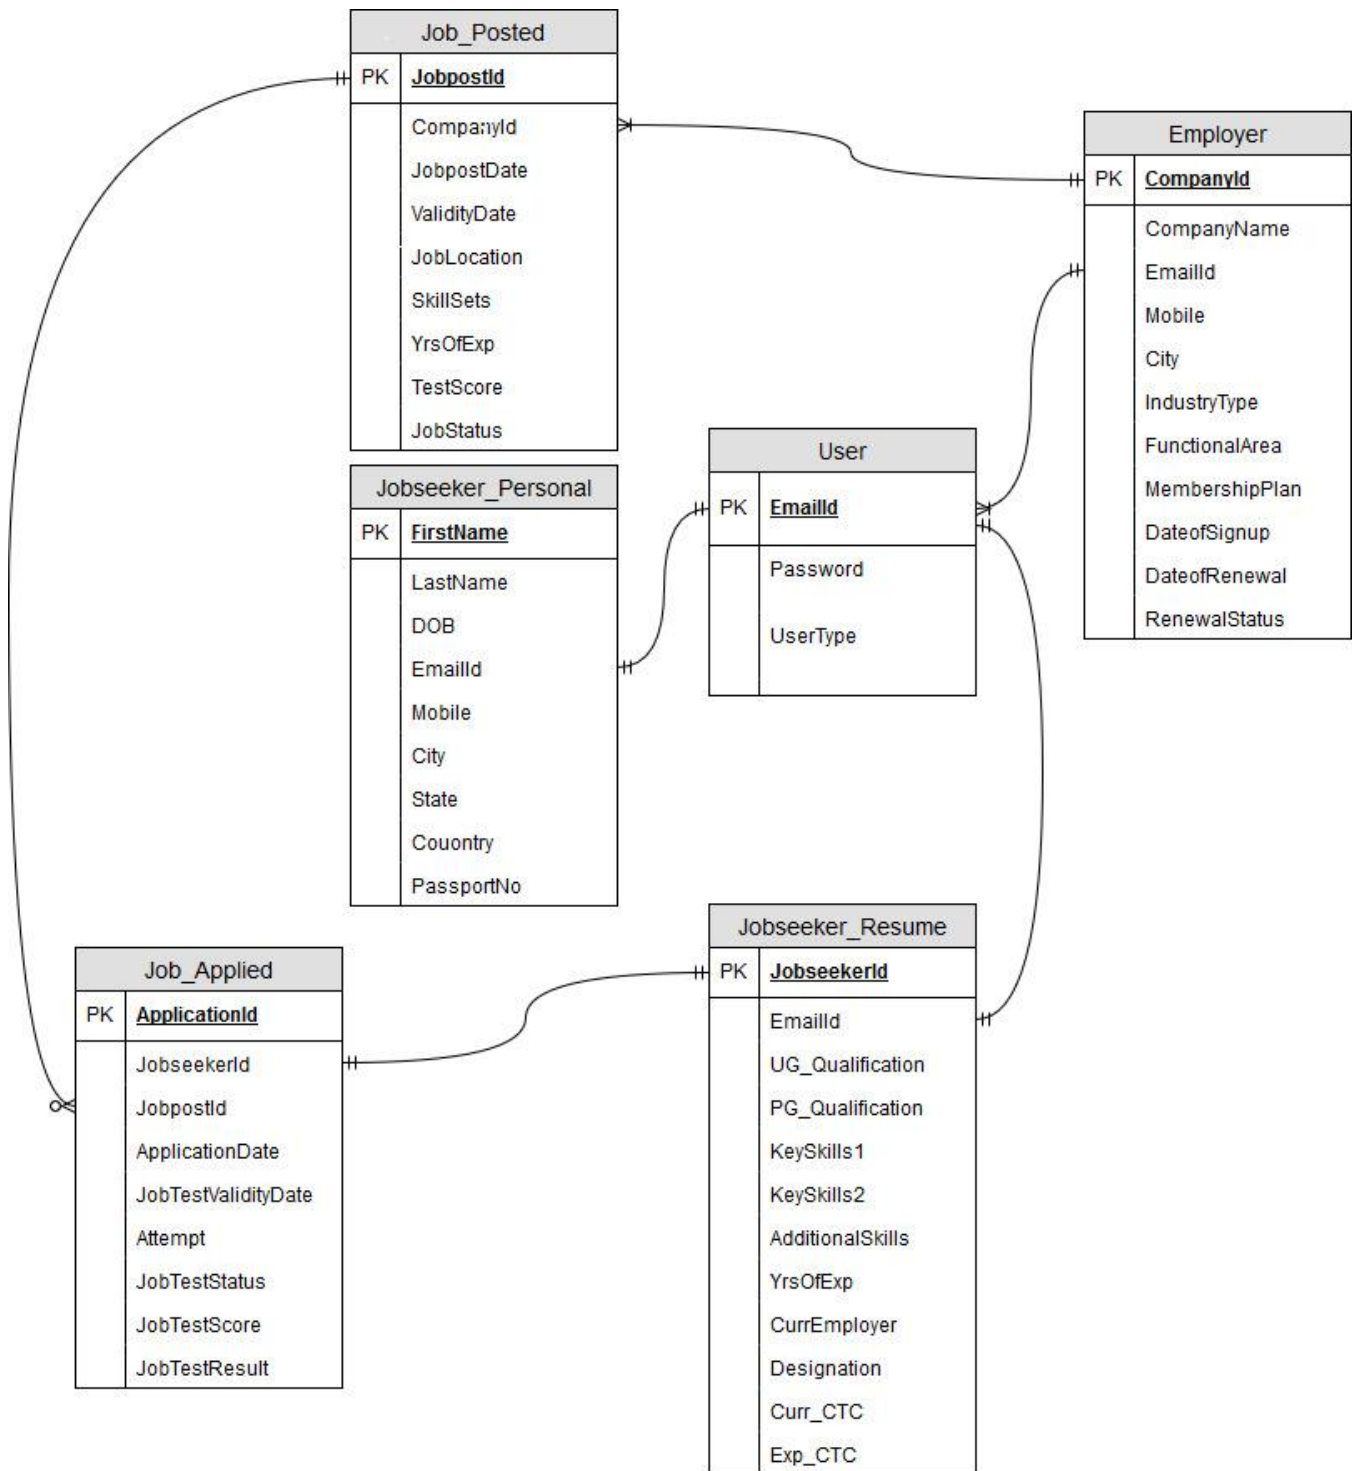 Job_Posted
PK JobpostId
CompanyId
JobpostDate
ValidityDate
JobLocation
SkillSets
YrsOfExp
TestScore
JobStatus
Employer
PK CompanyId
CompanyName
EmailId
Mobile
City
IndustryType
FunctionalArea
MembershipPlan
DateofSignup
DateofRenewal
RenewalStatus
User
PK EmailId
Password
UserType
Jobseeker_Personal
PK FirstName
LastName
DOB
EmailId
Mobile
City
State
Couontry
PassportNo
Job_Applied
PK ApplicationId
JobseekerId
JobpostId
ApplicationDate
JobTestValidityDate
Attempt
JobTestStatus
JobTestScore
JobTestResult
Jobseeker_Resume
PK JobseekerId
EmailId
UG_Qualification
PG_Qualification
KeySkills1
KeySkills2
AdditionalSkills
YrsOfExp
CurrEmployer
Designation
Curr_CTC
Exp_CTC